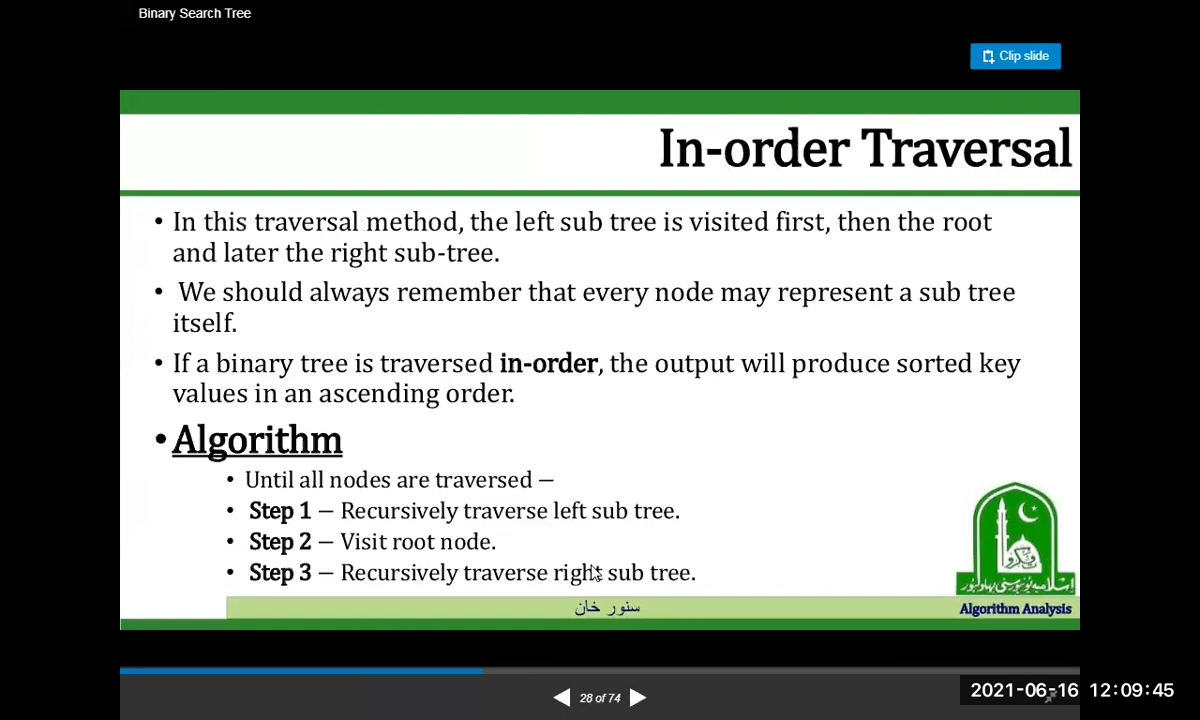 Binary Search Tree
Clip slide
In-order Traversal
• In this traversal method, the left sub tree is visited first, then the root
and later the right sub-tree.
• We should always remember that every node may represent a sub tree
itself.
• If a binary tree is traversed in-order, the output will produce sorted key
values in an ascending order.
• Algorithm
• Until all nodes are traversed −
• Step 1 − Recursively traverse left sub tree.
• Step 2 − Visit root node.
• Step 3 − Recursively traverse right sub tree.
سنور خان
Algorithm Analysis
28 of 74
2021-06-16 12:09:45